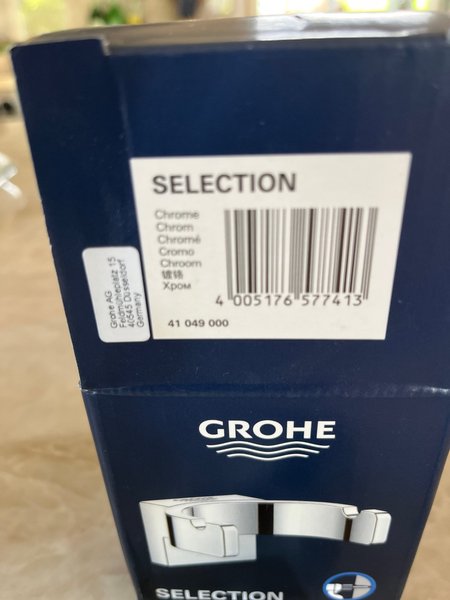 SELECTION
Chrome
Chrom
Chromé
Cromo
Chroom
镀铬
Хром
4 005176 577413
41 049 000
Grohe AG
Feldmühleplatz 15
40545 Düsseldorf
Germany
GROHE
SELECTION